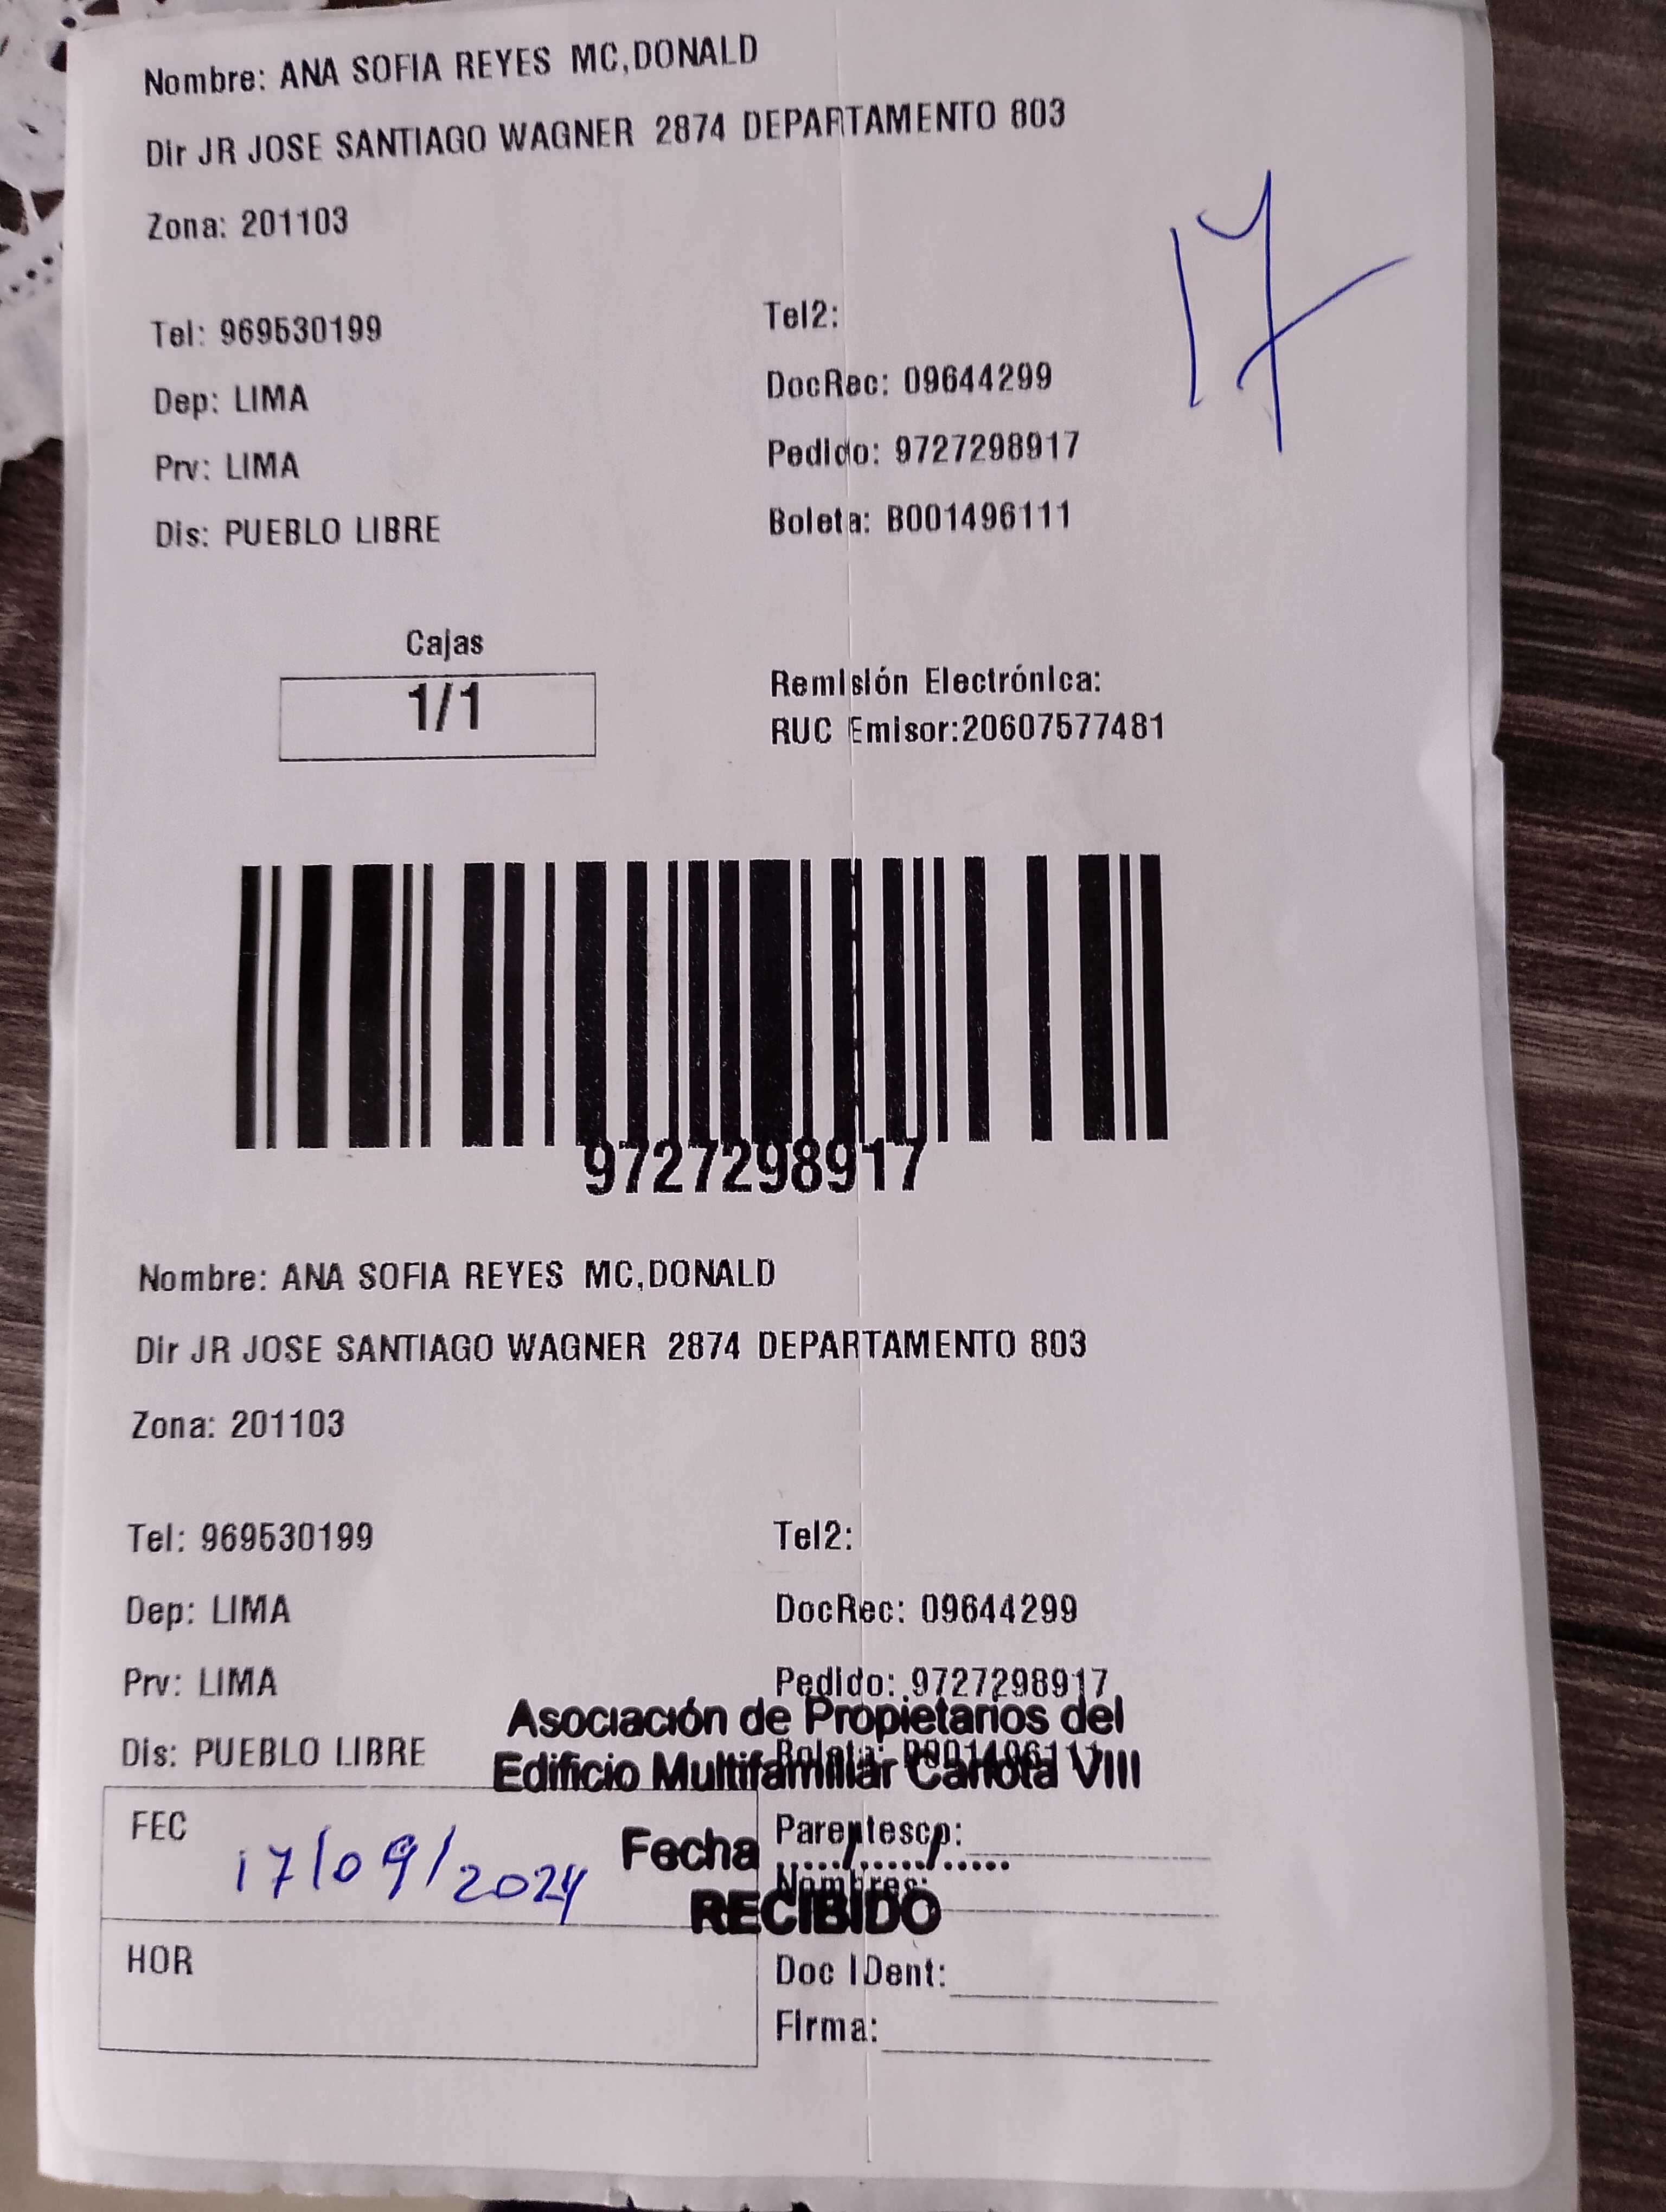 Nombre: ANA SOFIA REYES MC,DONALD
Dir JR JOSE SANTIAGO WAGNER 2874 DEPARTAMENTO 803
Zona: 201103
17
Tel: 969530199
Tel2:
Dep: LIMA
DocRec: 09644299
Prv: LIMA
Pedido: 9727298917
Dis: PUEBLO LIBRE
Boleta: B001496111
Cajas
1/1
Remisión Electrónica:
RUC Emisor:20607577481
9727298917
Nombre: ANA SOFIA REYES MC,DONALD
Dir JR JOSE SANTIAGO WAGNER 2874 DEPARTAMENTO 803
Zona: 201103
Tel: 969530199
Tel2:
Dep: LIMA
DocRec: 09644299
Prv: LIMA
Pedido: 9727298917
Asociación de Propietarios del
Dis: PUEBLO LIBRE
Boleta: B001496111
Edificio Multifamiliar Carlota VIII
FEC
17/09/2024
Parentesco:
Fecha ...../....../.....
Nombres:
RECIBIDO
HOR
Doc IDent:
Firma: